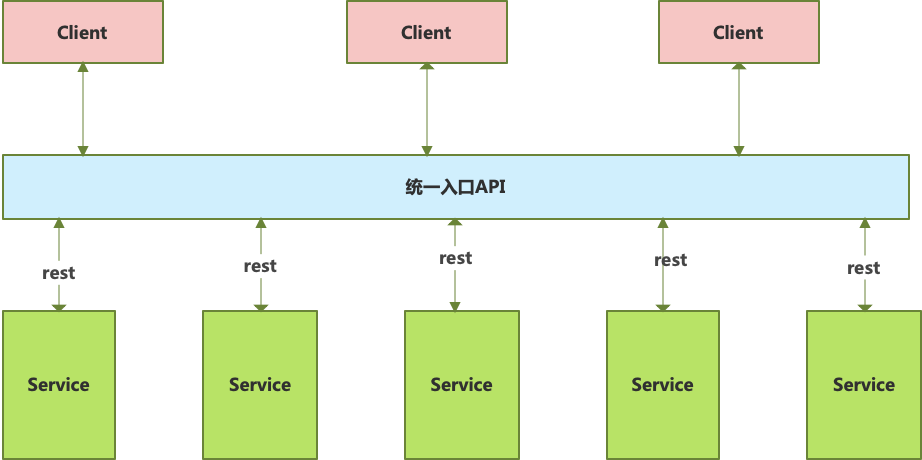 Client
Client
Client
统一入口API
rest
rest
rest
rest
rest
Service
Service
Service
Service
Service